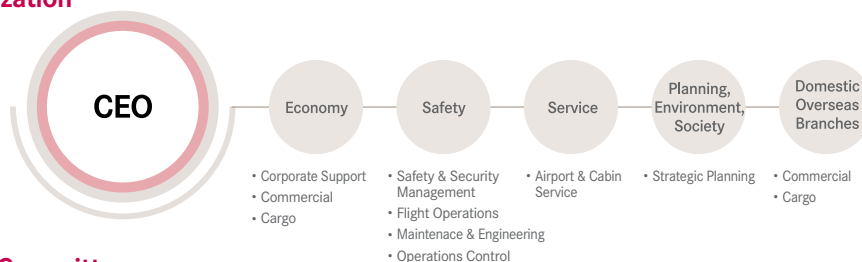 zation
CEO
Economy
Safety
Service
Planning,
Environment,
Society
Domestic
Overseas
Branches
• Corporate Support
• Commercial
• Cargo
• Safety & Security
Management
• Flight Operations
• Maintenace & Engineering
• Operations Control
• Airport & Cabin
Service
• Strategic Planning
• Commercial
• Cargo